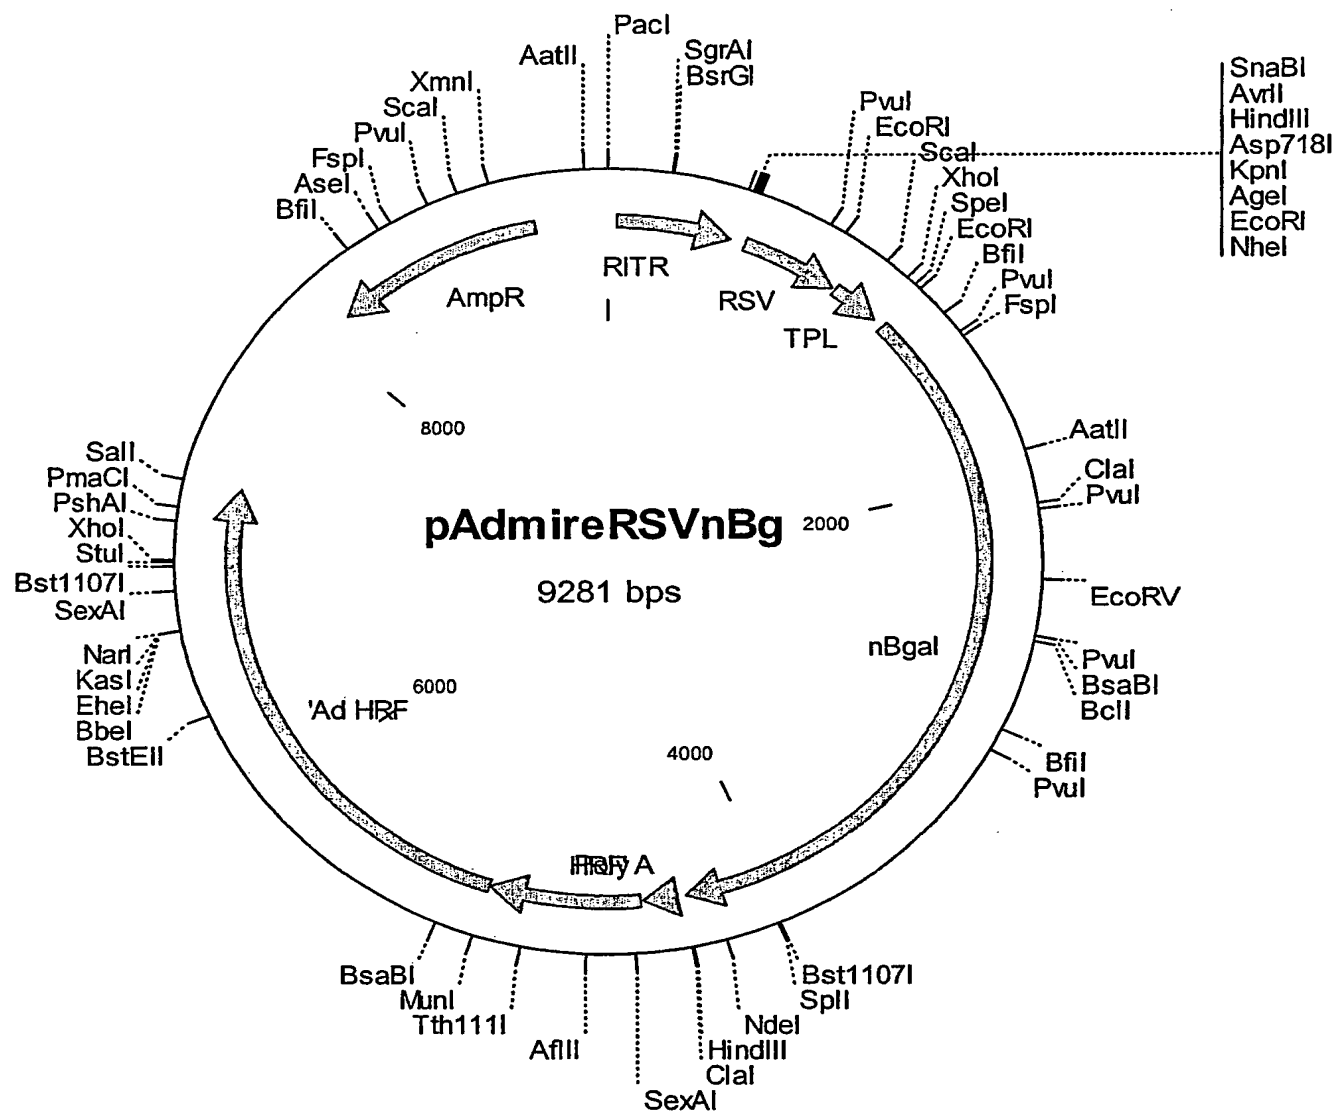 PacI
AatII
SgrAI
BsrGI
XmnI
ScaI
PvuI
FspI
AseI
BfiI
PvuI
EcoRI
ScaI
XhoI
SpeI
EcoRI
BfiI
PvuI
FspI
SnaBI
AvrII
HindIII
Asp718I
KpnI
AgeI
EcoRI
NheI
RITR
RSV
TPL
AmpR
8000
AatII
ClaI
PvuI
2000
pAdmireRSVnBg
9281 bps
EcoRV
nBgaI
PvuI
BsaBI
BclI
BfiI
PvuI
SalI
PmaCI
PshAI
XhoI
StuI
Bst1107I
SexAI
NarI
KasI
EheI
BbeI
BstEII
6000
'Ad HRF
4000
A
BsaBI
MunI
Tth111I
AflII
SexAI
ClaI
HindIII
NdeI
SplI
Bst1107I